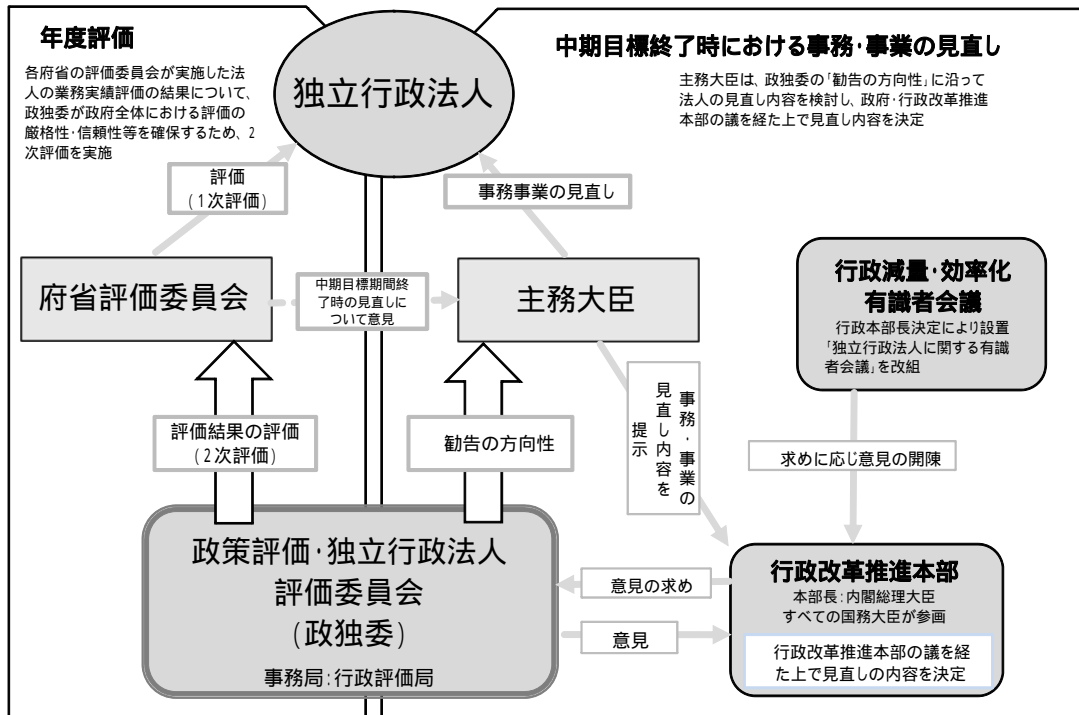 年度評価
各府省の評価委員会が実施した法
人の業務実績評価の結果について、
政独委が政府全体における評価の
厳格性・信頼性等を確保するため、2
次評価を実施
独立行政法人
中期目標終了時における事務・事業の見直し
主務大臣は、政独委の「勧告の方向性」に沿って
法人の見直し内容を検討し、政府・行政改革推進
本部の議を経た上で見直し内容を決定
評価
(1次評価)
事務事業の見直し
府省評価委員会
中期目標期間終
了時の見直しに
ついて意見
主務大臣
行政減量・効率化
有識者会議
行政本部長決定により設置
「独立行政法人に関する有識
者会議」を改組
評価結果の評価
(2次評価)
勧告の方向性
事務・事業の
見直し内容を
提示
求めに応じ意見の開陳
政策評価・独立行政法人
評価委員会
(政独委)
事務局:行政評価局
意見の求め
意見
行政改革推進本部
本部長:内閣総理大臣
すべての国務大臣が参画
行政改革推進本部の議を経
た上で見直しの内容を決定